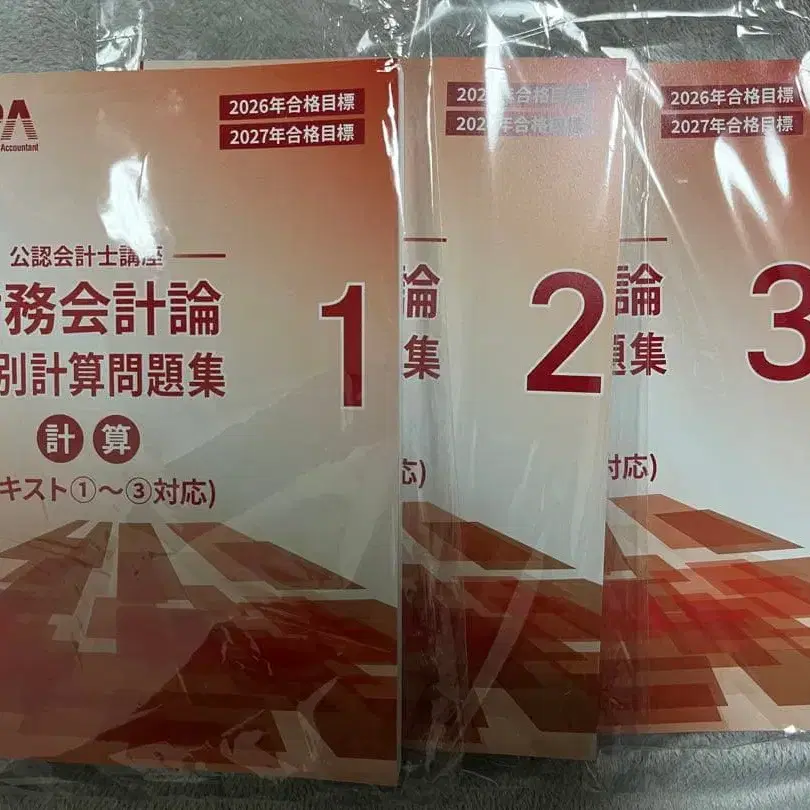 PA
Accountant
2026年合格目標
2027年合格目標
公認会計士講座
務会計論
別計算問題集
1
計 算
キスト①～③対応)
2026年合格目標
2027年合格目標
論
集
2
応)
2026年合格目標
2027年合格目標
論
題集
3
対応)